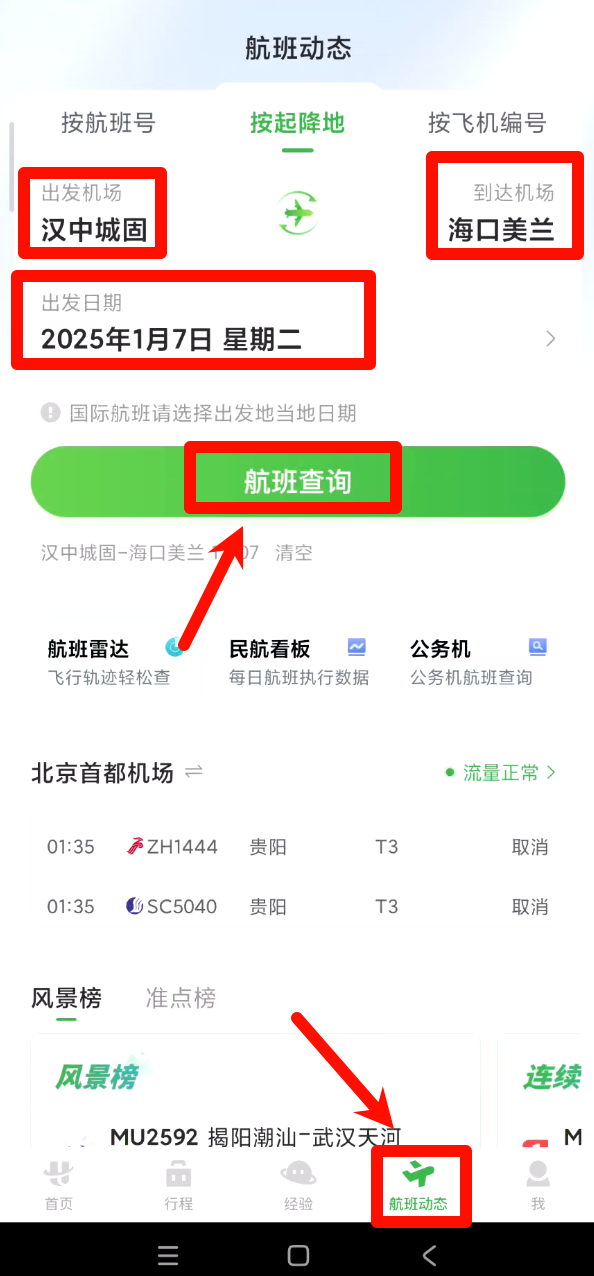 航班动态
按航班号 按起降地 按飞机编号
出发机场 到达机场
汉中城固 海口美兰
出发日期
2025年1月7日 星期二
国际航班请选择出发地当地日期
航班查询
汉中城固-海口美兰 07 清空
航班雷达 民航看板 公务机
飞行轨迹轻松查 每日航班执行数据 公务机航班查询
北京首都机场 流量正常
01:35 ZH1444 贵阳 T3 取消
01:35 SC5040 贵阳 T3 取消
风景榜 准点榜
风景榜 连续
MU2592 揭阳潮汕-武汉天河 M
首页 行程 经验 航班动态 我